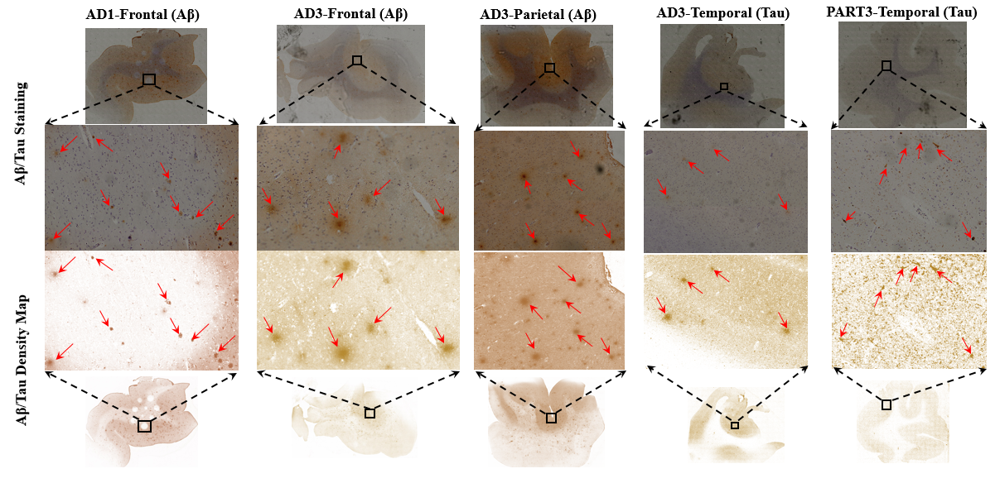 AD1-Frontal (Aβ)
AD3-Frontal (Aβ)
AD3-Parietal (Aβ)
AD3-Temporal (Tau)
PART3-Temporal (Tau)
Aβ/Tau Staining
Aβ/Tau Density Map